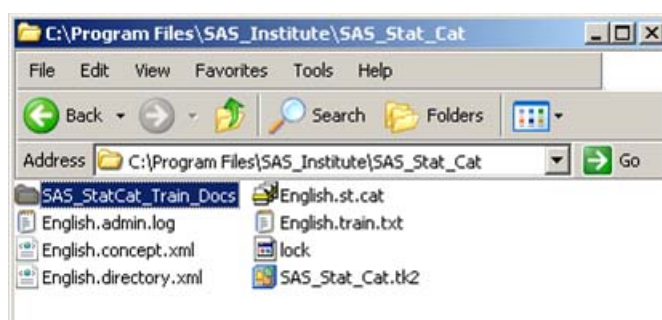 C:\Program Files\SAS_Institute\SAS_Stat_Cat
File Edit View Favorites Tools Help
Back Search Folders
Address C:\Program Files\SAS_Institute\SAS_Stat_Cat Go
SAS_StatCat_Train_Docs English.st.cat
English.admin.log English.train.txt
English.concept.xml lock
English.directory.xml SAS_Stat_Cat.tk2